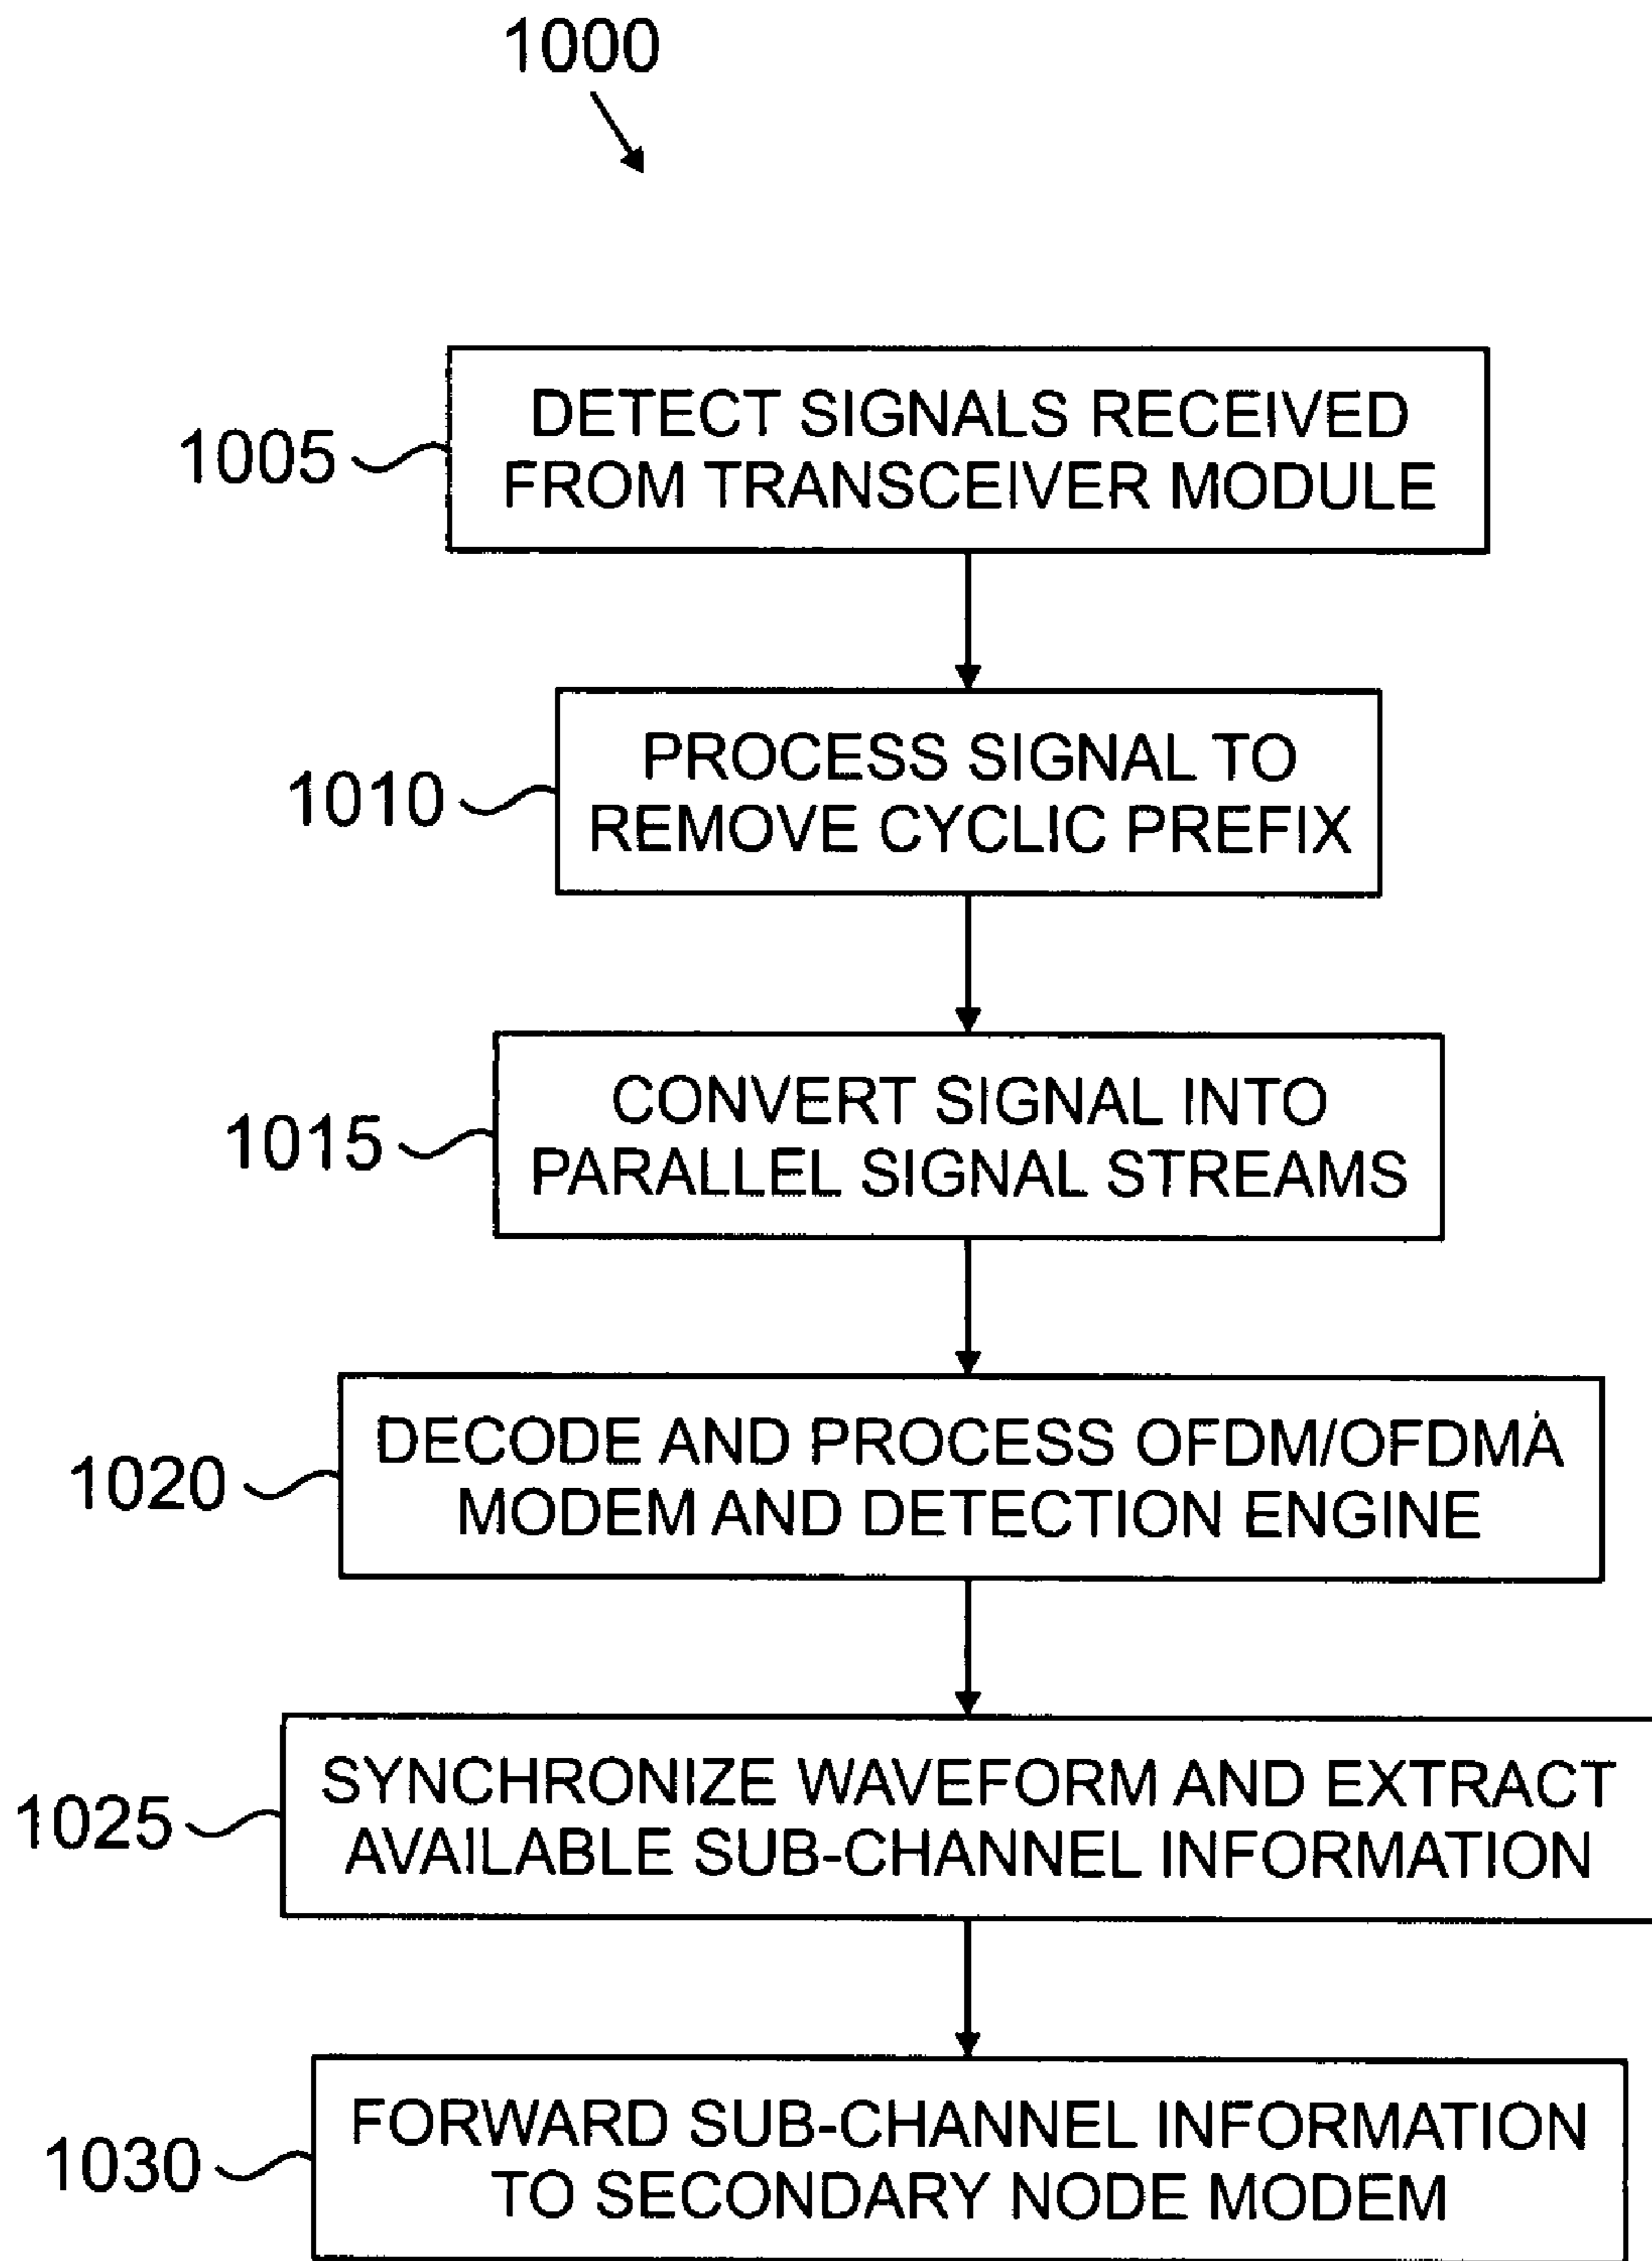 1000
1005
DETECT SIGNALS RECEIVED
FROM TRANSCEIVER MODULE
1010
PROCESS SIGNAL TO
REMOVE CYCLIC PREFIX
1015
CONVERT SIGNAL INTO
PARALLEL SIGNAL STREAMS
1020
DECODE AND PROCESS OFDM/OFDMA
MODEM AND DETECTION ENGINE
1025
SYNCHRONIZE WAVEFORM AND EXTRACT
AVAILABLE SUB-CHANNEL INFORMATION
1030
FORWARD SUB-CHANNEL INFORMATION
TO SECONDARY NODE MODEM